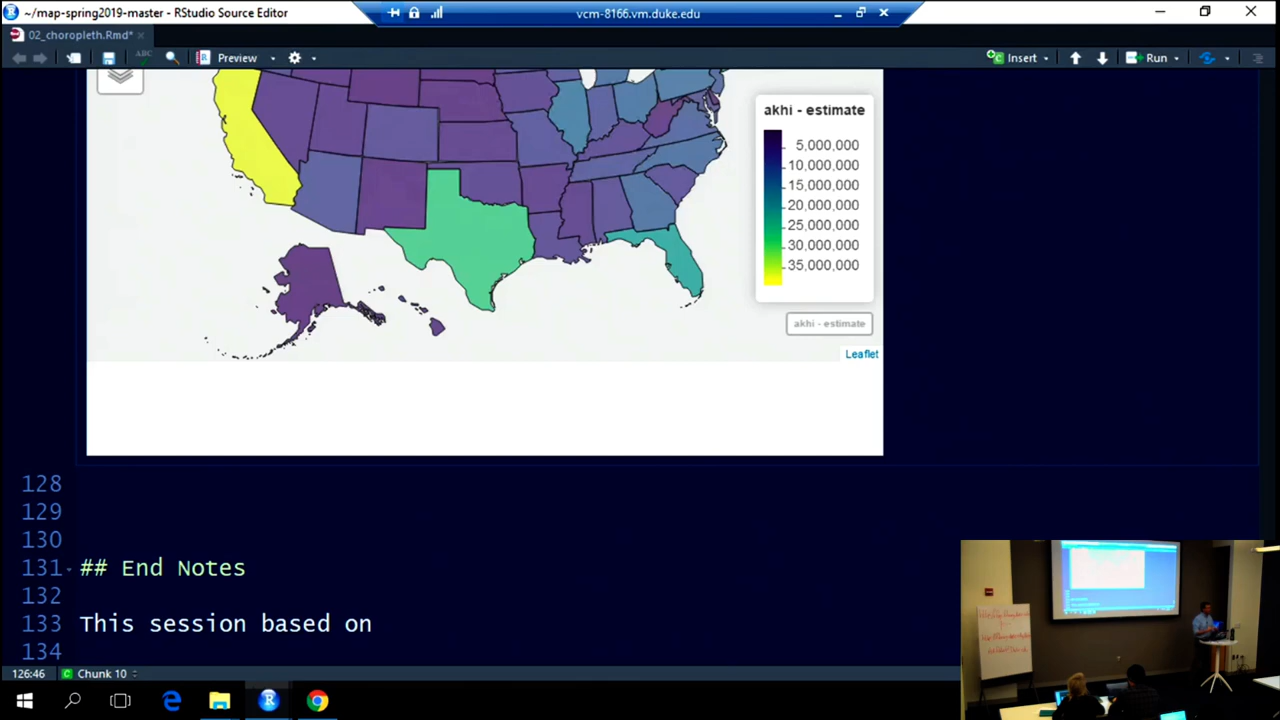 ~/map-spring2019-master - RStudio Source Editor
vcm-8166.vm.duke.edu
02_choropleth.Rmd*
ABC
Preview
Insert
Run
akhi - estimate
5,000,000
10,000,000
15,000,000
20,000,000
25,000,000
30,000,000
35,000,000
akhi - estimate
Leaflet
128
129
130
131 ## End Notes
132
133 This session based on
134
126:46
C Chunk 10